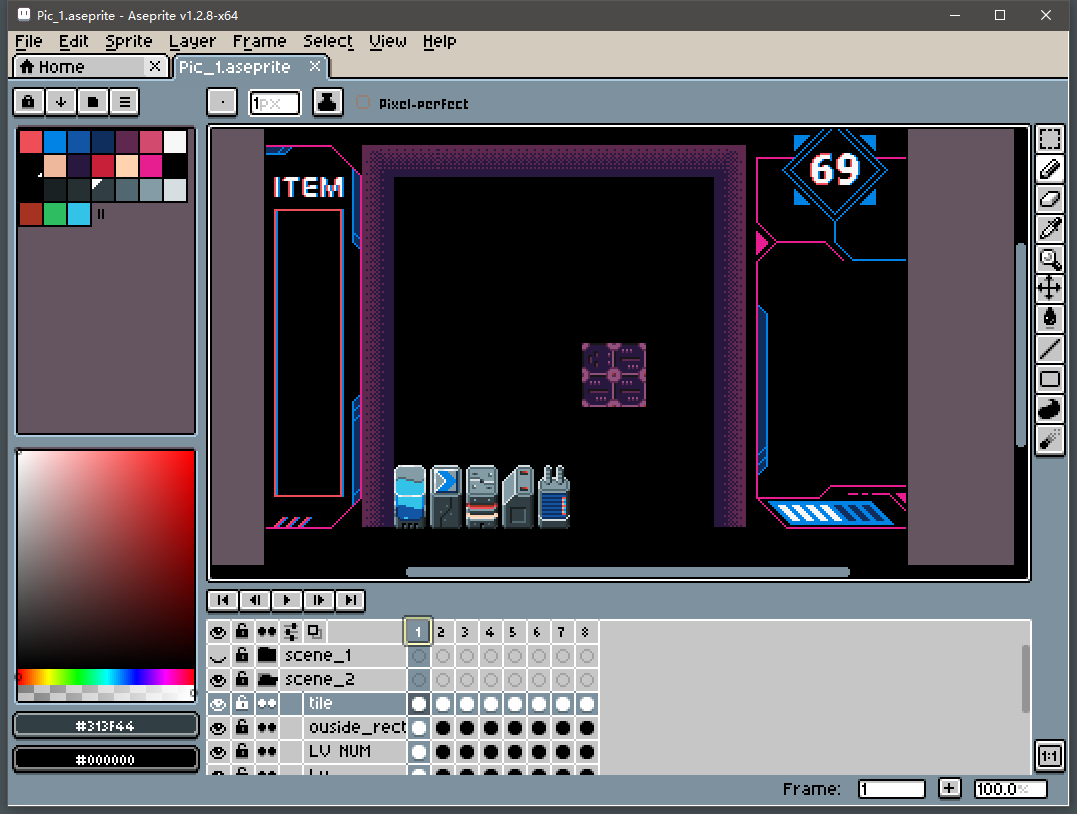 Pic_1.aseprite - Aseprite v1.2.8-x64
File Edit Sprite Layer Frame Select View Help
Home
Pic_1.aseprite
1px
Pixel-perfect
69
ITEM
1 2 3 4 5 6 7 8
scene_1
scene_2
tile
ouside_rect
LV NUM
#313F44
#000000
1:1
Frame: 1 + 100.0%